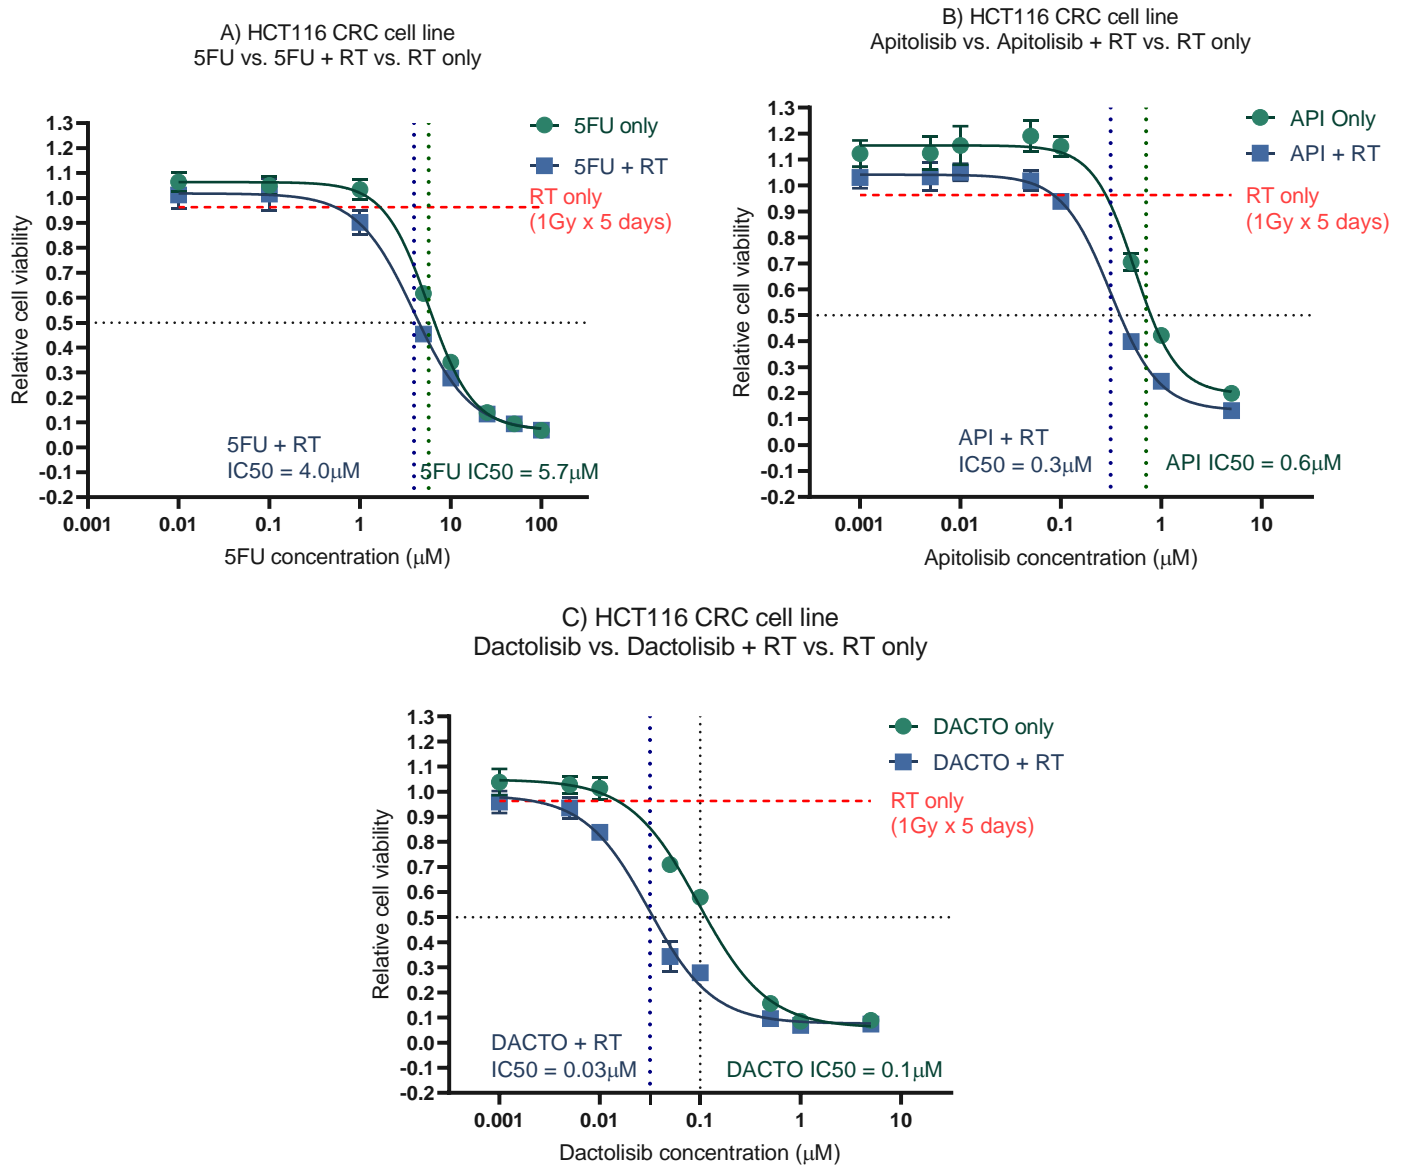 A) HCT116 CRC cell line
5FU vs. 5FU + RT vs. RT only
1.3
1.2
1.1
1.0
0.9
0.8
0.7
0.6
0.5
0.4
0.3
0.2
0.1
0.0
-0.1
-0.2
Relative cell viability
5FU only
5FU + RT
RT only
(1Gy x 5 days)
5FU + RT
IC50 = 4.0µM
5FU IC50 = 5.7µM
0.001
0.01
0.1
1
10
100
5FU concentration (µM)
B) HCT116 CRC cell line
Apitolisib vs. Apitolisib + RT vs. RT only
1.3
1.2
1.1
1.0
0.9
0.8
0.7
0.6
0.5
0.4
0.3
0.2
0.1
0.0
-0.1
-0.2
Relative cell viability
API Only
API + RT
RT only
(1Gy x 5 days)
API + RT
IC50 = 0.3µM
API IC50 = 0.6µM
0.001
0.01
0.1
1
10
Apitolisib concentration (µM)
C) HCT116 CRC cell line
Dactolisib vs. Dactolisib + RT vs. RT only
1.3
1.2
1.1
1.0
0.9
0.8
0.7
0.6
0.5
0.4
0.3
0.2
0.1
0.0
-0.1
-0.2
Relative cell viability
DACTO only
DACTO + RT
RT only
(1Gy x 5 days)
DACTO + RT
IC50 = 0.03µM
DACTO IC50 = 0.1µM
0.001
0.01
0.1
1
10
Dactolisib concentration (µM)